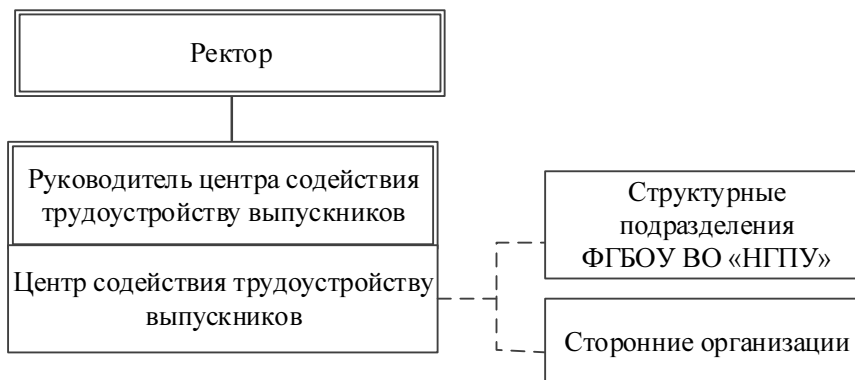 Ректор
Руководитель центра содействия
трудоустройству выпускников
Центр содействия трудоустройству
выпускников
Структурные
подразделения
ФГБОУ ВО «НГПУ»
Сторонние организации